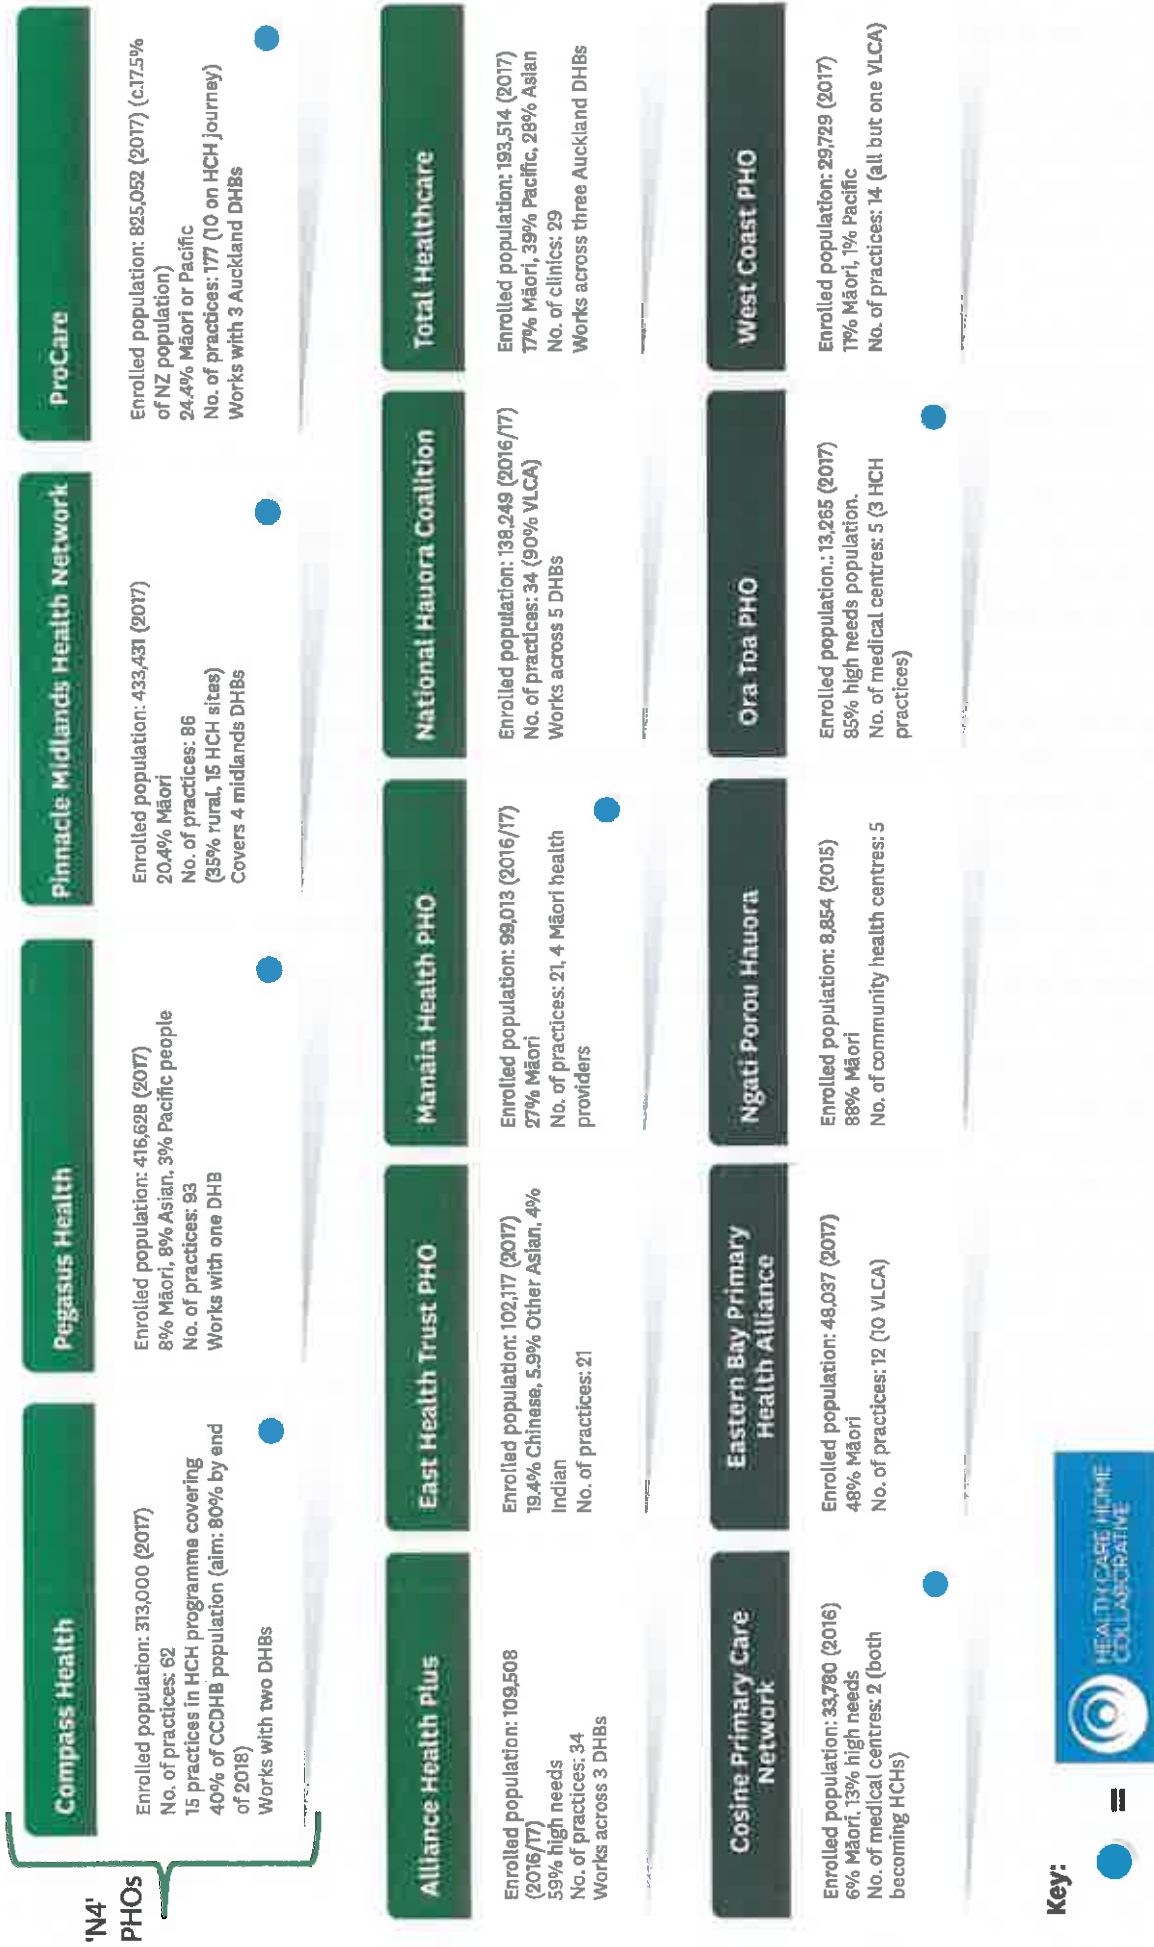 'N4'
PHOs
Compass Health
Enrolled population: 313,000 (2017)
No. of practices: 62
15 practices in HCH programme covering
40% of CCDHB population (aim: 80% by end
of 2018)
Works with two DHBs
Pegasus Health
Enrolled population: 416,628 (2017)
8% Māori, 8% Asian, 3% Pacific people
No. of practices: 93
Works with one DHB
Pinnacle Midlands Health Network
Enrolled population: 433,431 (2017)
20.4% Māori
No. of practices: 86
(35% rural, 15 HCH sites)
Covers 4 midlands DHBs
ProCare
Enrolled population: 825,052 (2017) (c.17.5%
of NZ population)
24.4% Māori or Pacific
No. of practices: 177 (10 on HCH journey)
Works with 3 Auckland DHBs
Alliance Health Plus
Enrolled population: 109,508
(2016/17)
59% high needs
No. of practices: 34
Works across 3 DHBs
East Health Trust PHO
Enrolled population: 102,117 (2017)
19.4% Chinese, 5.9% Other Asian, 4%
Indian
No. of practices: 21
Manaia Health PHO
Enrolled population: 99,013 (2016/17)
27% Māori
No. of practices: 21, 4 Māori health
providers
National Hauora Coalition
Enrolled population: 138,249 (2016/17)
No. of practices: 34 (90% VLCA)
Works across 5 DHBs
Total Healthcare
Enrolled population: 193,514 (2017)
17% Māori, 39% Pacific, 28% Asian
No. of clinics: 29
Works across three Auckland DHBs
Cosine Primary Care
Network
Enrolled population: 33,780 (2016)
6% Māori, 13% high needs
No. of medical centres: 2 (both
becoming HCHs)
Eastern Bay Primary
Health Alliance
Enrolled population: 48,037 (2017)
48% Māori
No. of practices: 12 (10 VLCA)
Ngati Porou Hauora
Enrolled population: 8,854 (2015)
88% Māori
No. of community health centres: 5
Ora Toa PHO
Enrolled population.: 13,265 (2017)
85% high needs population.
No. of medical centres: 5 (3 HCH
practices)
West Coast PHO
Enrolled population: 29,729 (2017)
11% Māori, 1% Pacific
No. of practices: 14 (all but one VLCA)
Key:
=
HEALTH CARE HOME
COLLABORATIVE